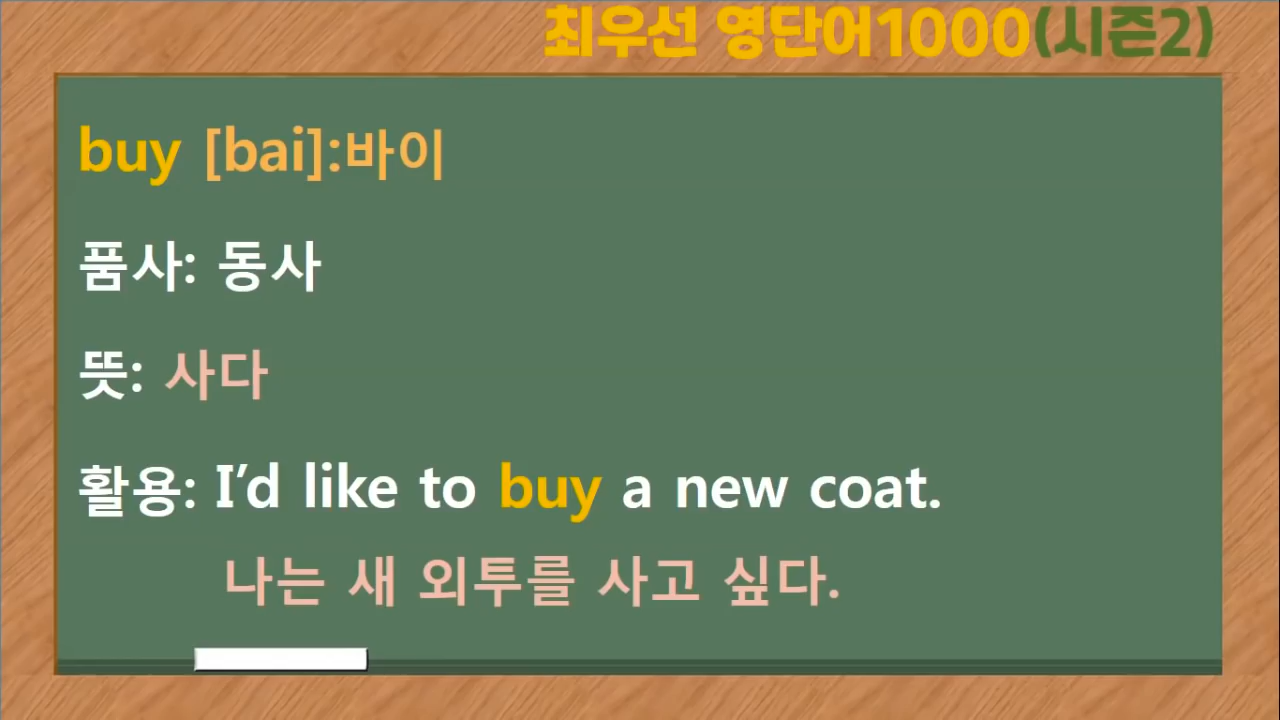 최우선 영단어1000(시즌2)
buy [bai]:바이
품사: 동사
뜻: 사다
활용: I’d like to buy a new coat.
나는 새 외투를 사고 싶다.